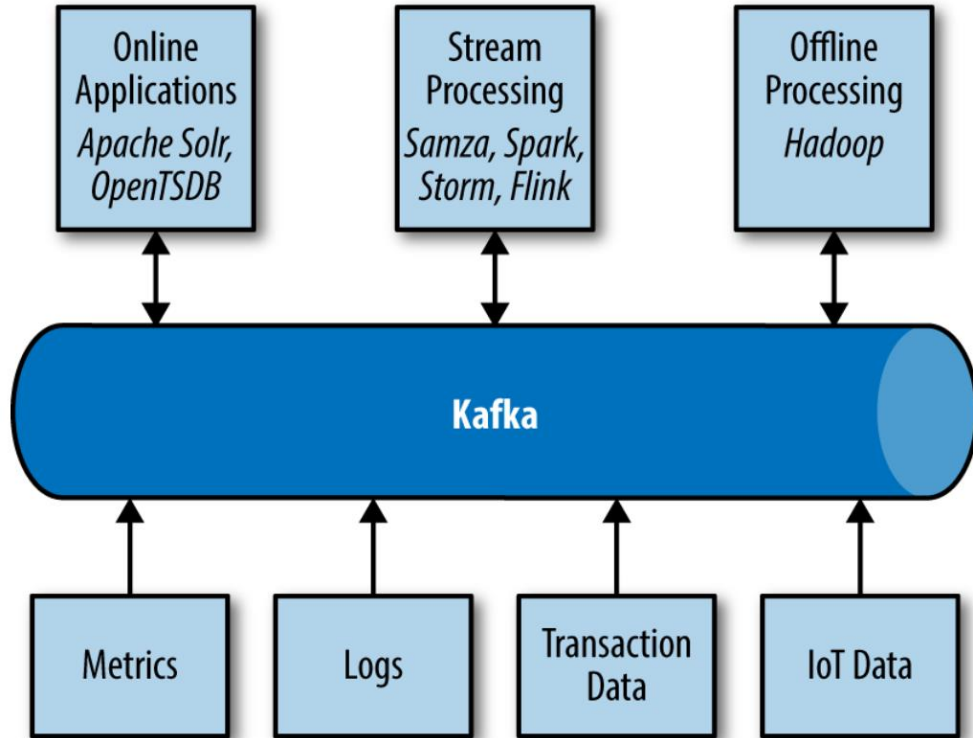 Online
Applications
Apache Solr,
OpenTSDB
Stream
Processing
Samza, Spark,
Storm, Flink
Offline
Processing
Hadoop
Kafka
Metrics
Logs
Transaction
Data
IoT Data